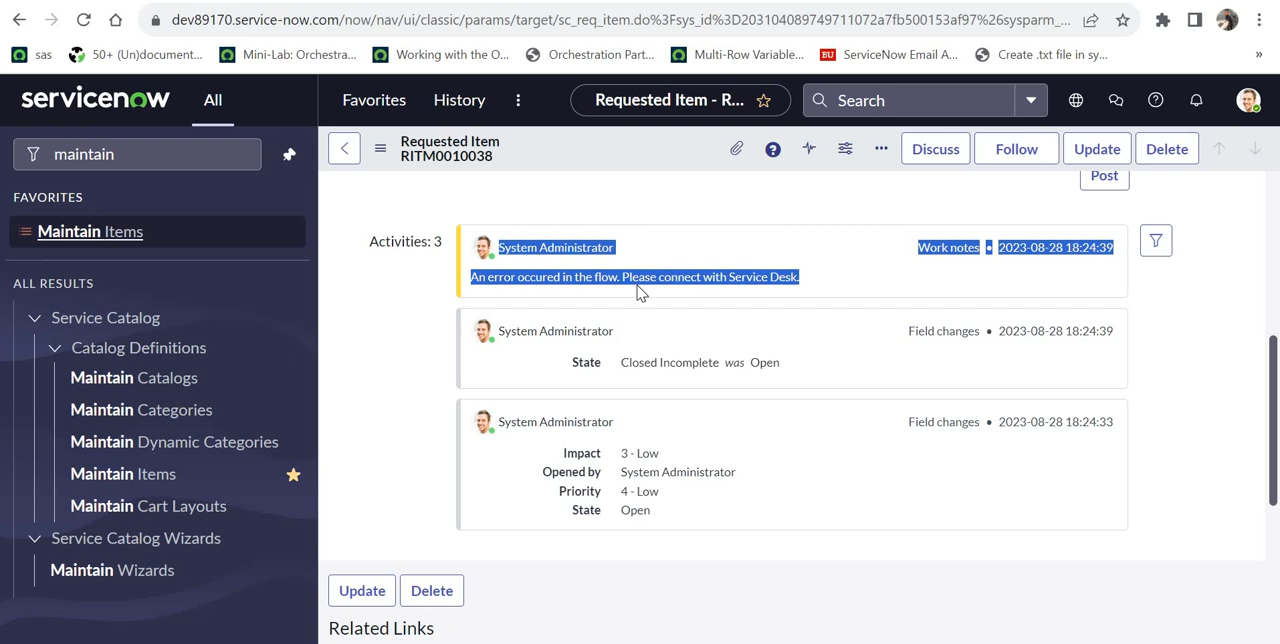 dev89170.service-now.com/now/nav/ui/classic/params/target/sc_req_item.do%3Fsys_id%3D203104089749711072a7fb500153af97%26sysparm_...
sas
50+ (Un)document...
Mini-Lab: Orchestra...
Working with the O...
Orchestration Part...
Multi-Row Variable...
BU
ServiceNow Email A...
Create .txt file in sy...
»
servicenow
All
Favorites
History
Requested Item - R...
Search
maintain
Requested Item
RITM0010038
Discuss
Follow
Update
Delete
Post
FAVORITES
Maintain Items
ALL RESULTS
Service Catalog
Catalog Definitions
Maintain Catalogs
Maintain Categories
Maintain Dynamic Categories
Maintain Items
Maintain Cart Layouts
Service Catalog Wizards
Maintain Wizards
Activities: 3
System Administrator
Work notes • 2023-08-28 18:24:39
An error occured in the flow. Please connect with Service Desk.
System Administrator
Field changes • 2023-08-28 18:24:39
State Closed Incomplete was Open
System Administrator
Field changes • 2023-08-28 18:24:33
Impact 3 - Low
Opened by System Administrator
Priority 4 - Low
State Open
Update
Delete
Related Links